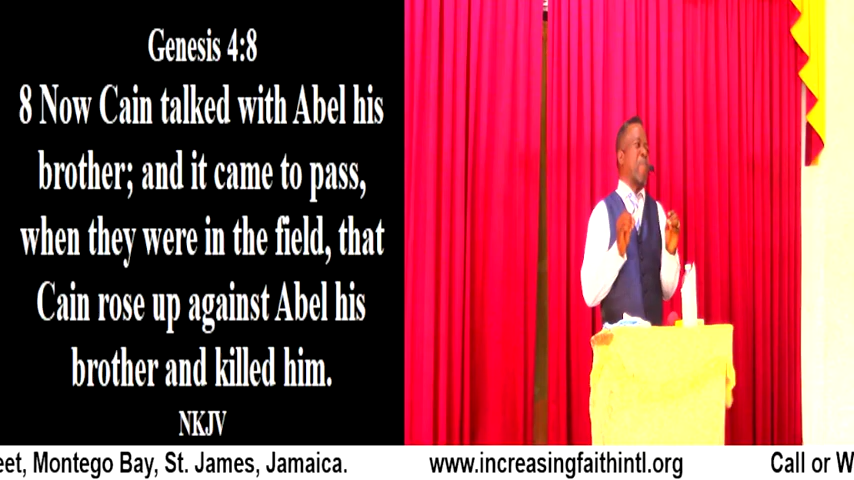 Genesis 4:8
8 Now Cain talked with Abel his
brother; and it came to pass,
when they were in the field, that
Cain rose up against Abel his
brother and killed him.
NKJV
eet, Montego Bay, St. James, Jamaica. www.increasingfaithintl.org Call or W